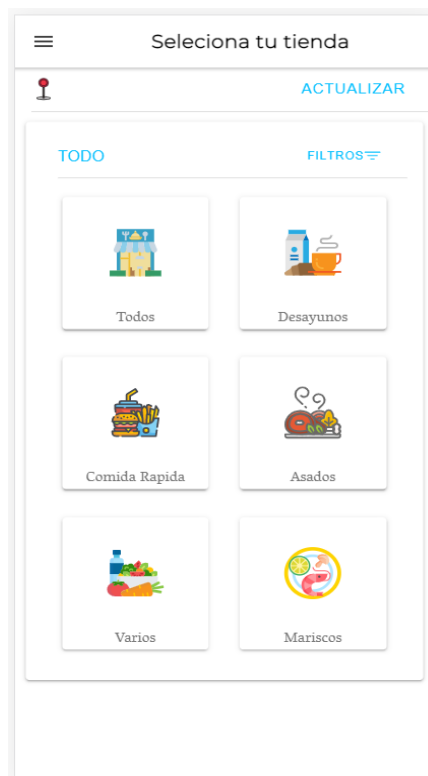 Seleciona tu tienda
ACTUALIZAR
TODO FILTROS
Todos Desayunos
Comida Rapida Asados
Varios Mariscos